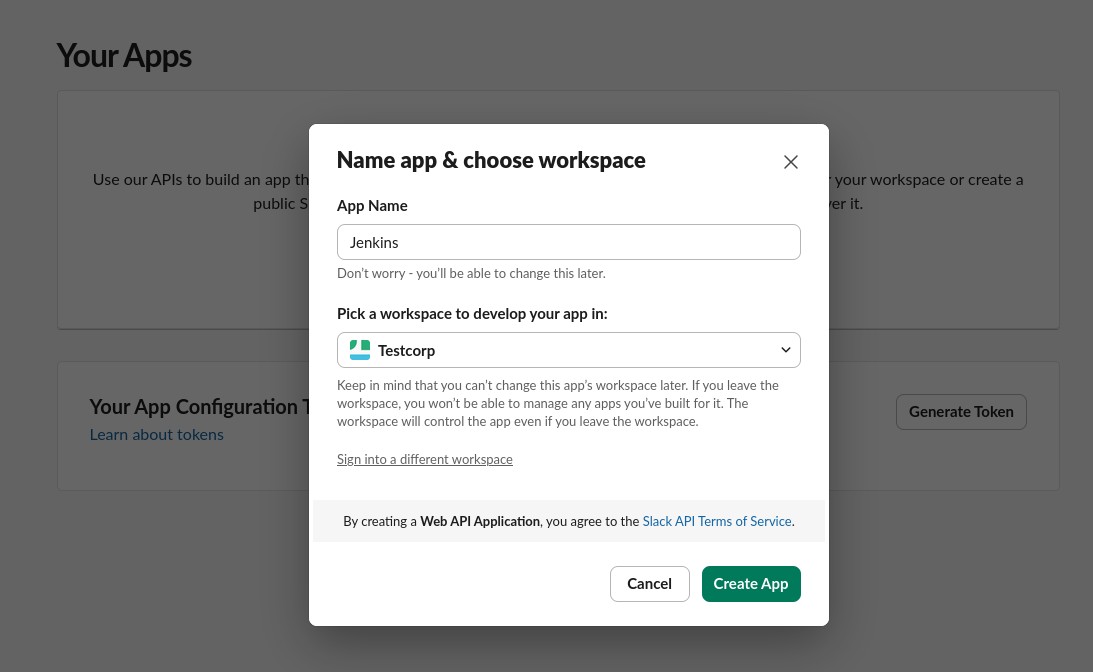 Your Apps
Use our APIs to build an app th
your workspace or create a
public S
er it.
Name app & choose workspace
App Name
Jenkins
Don't worry - you'll be able to change this later.
Pick a workspace to develop your app in:
Testcorp
Keep in mind that you can't change this app's workspace later. If you leave the
workspace, you won't be able to manage any apps you've built for it. The
workspace will control the app even if you leave the workspace.
Sign into a different workspace
By creating a Web API Application, you agree to the Slack API Terms of Service.
Cancel
Create App
Your App Configuration T
Learn about tokens
Generate Token